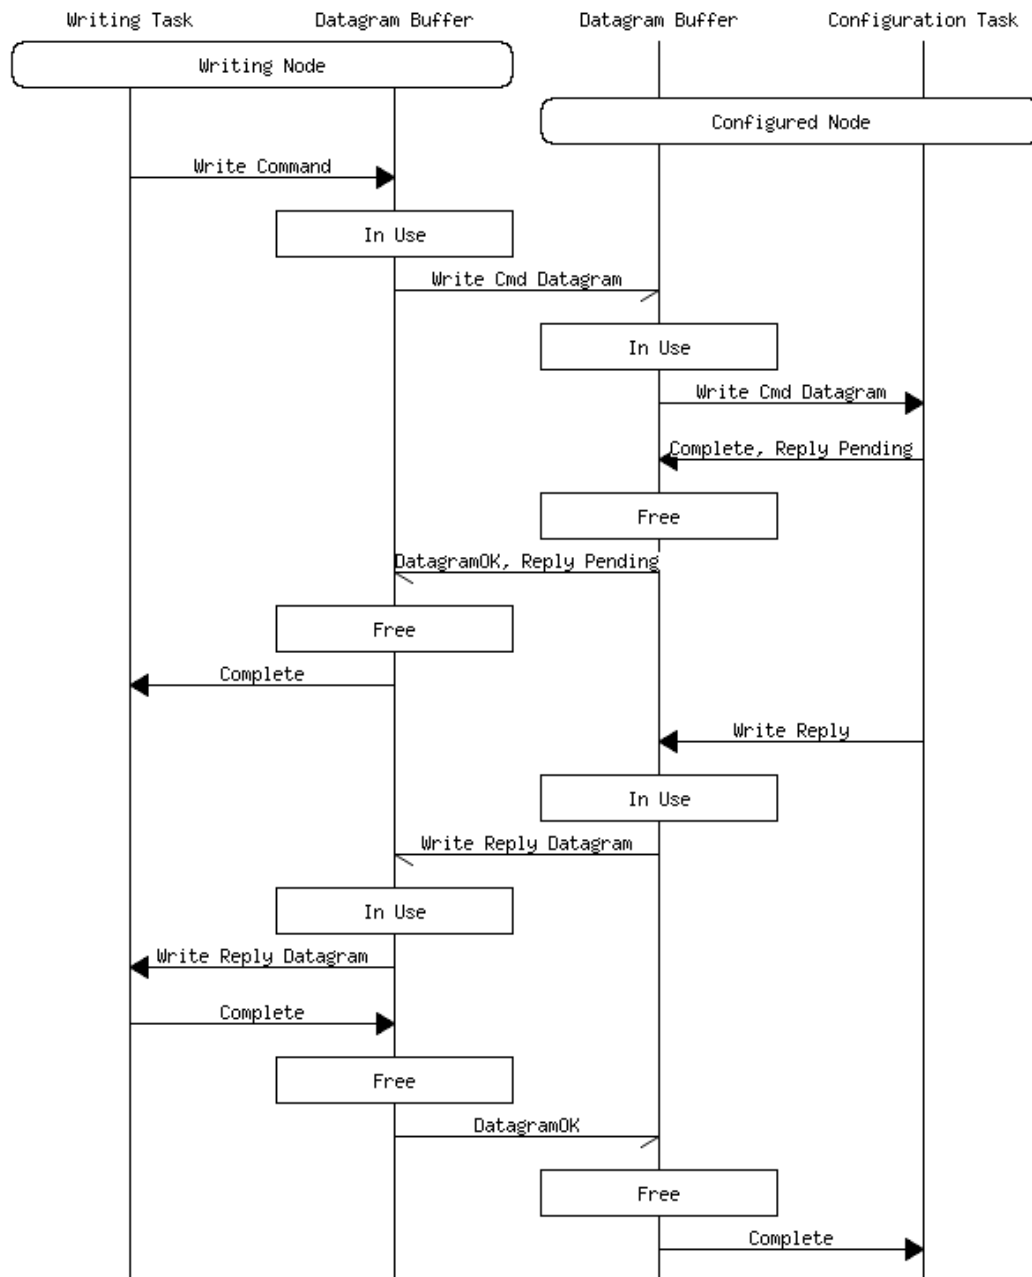 Writing Task Datagram Buffer Datagram Buffer Configuration Task
Writing Node
Configured Node
Write Command
In Use
Write Cmd Datagram
In Use
Write Cmd Datagram
Complete, Reply Pending
Free
DatagramOK, Reply Pending
Free
Complete
Write Reply
In Use
Write Reply Datagram
In Use
Write Reply Datagram
Complete
Free
DatagramOK
Free
Complete